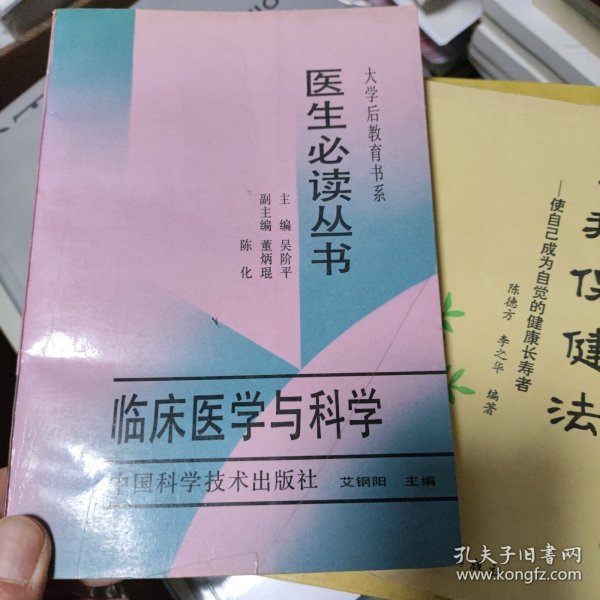 大学后教育书系
医生必读丛书
主编 吴阶平
副主编 董炳琨
陈化
临床医学与科学
中国科学技术出版社 艾钢阳 主编
保健法
——使自己成为自觉的健康长寿者
陈德方 李之华 编著
孔夫子旧书网
www.kongfz.com